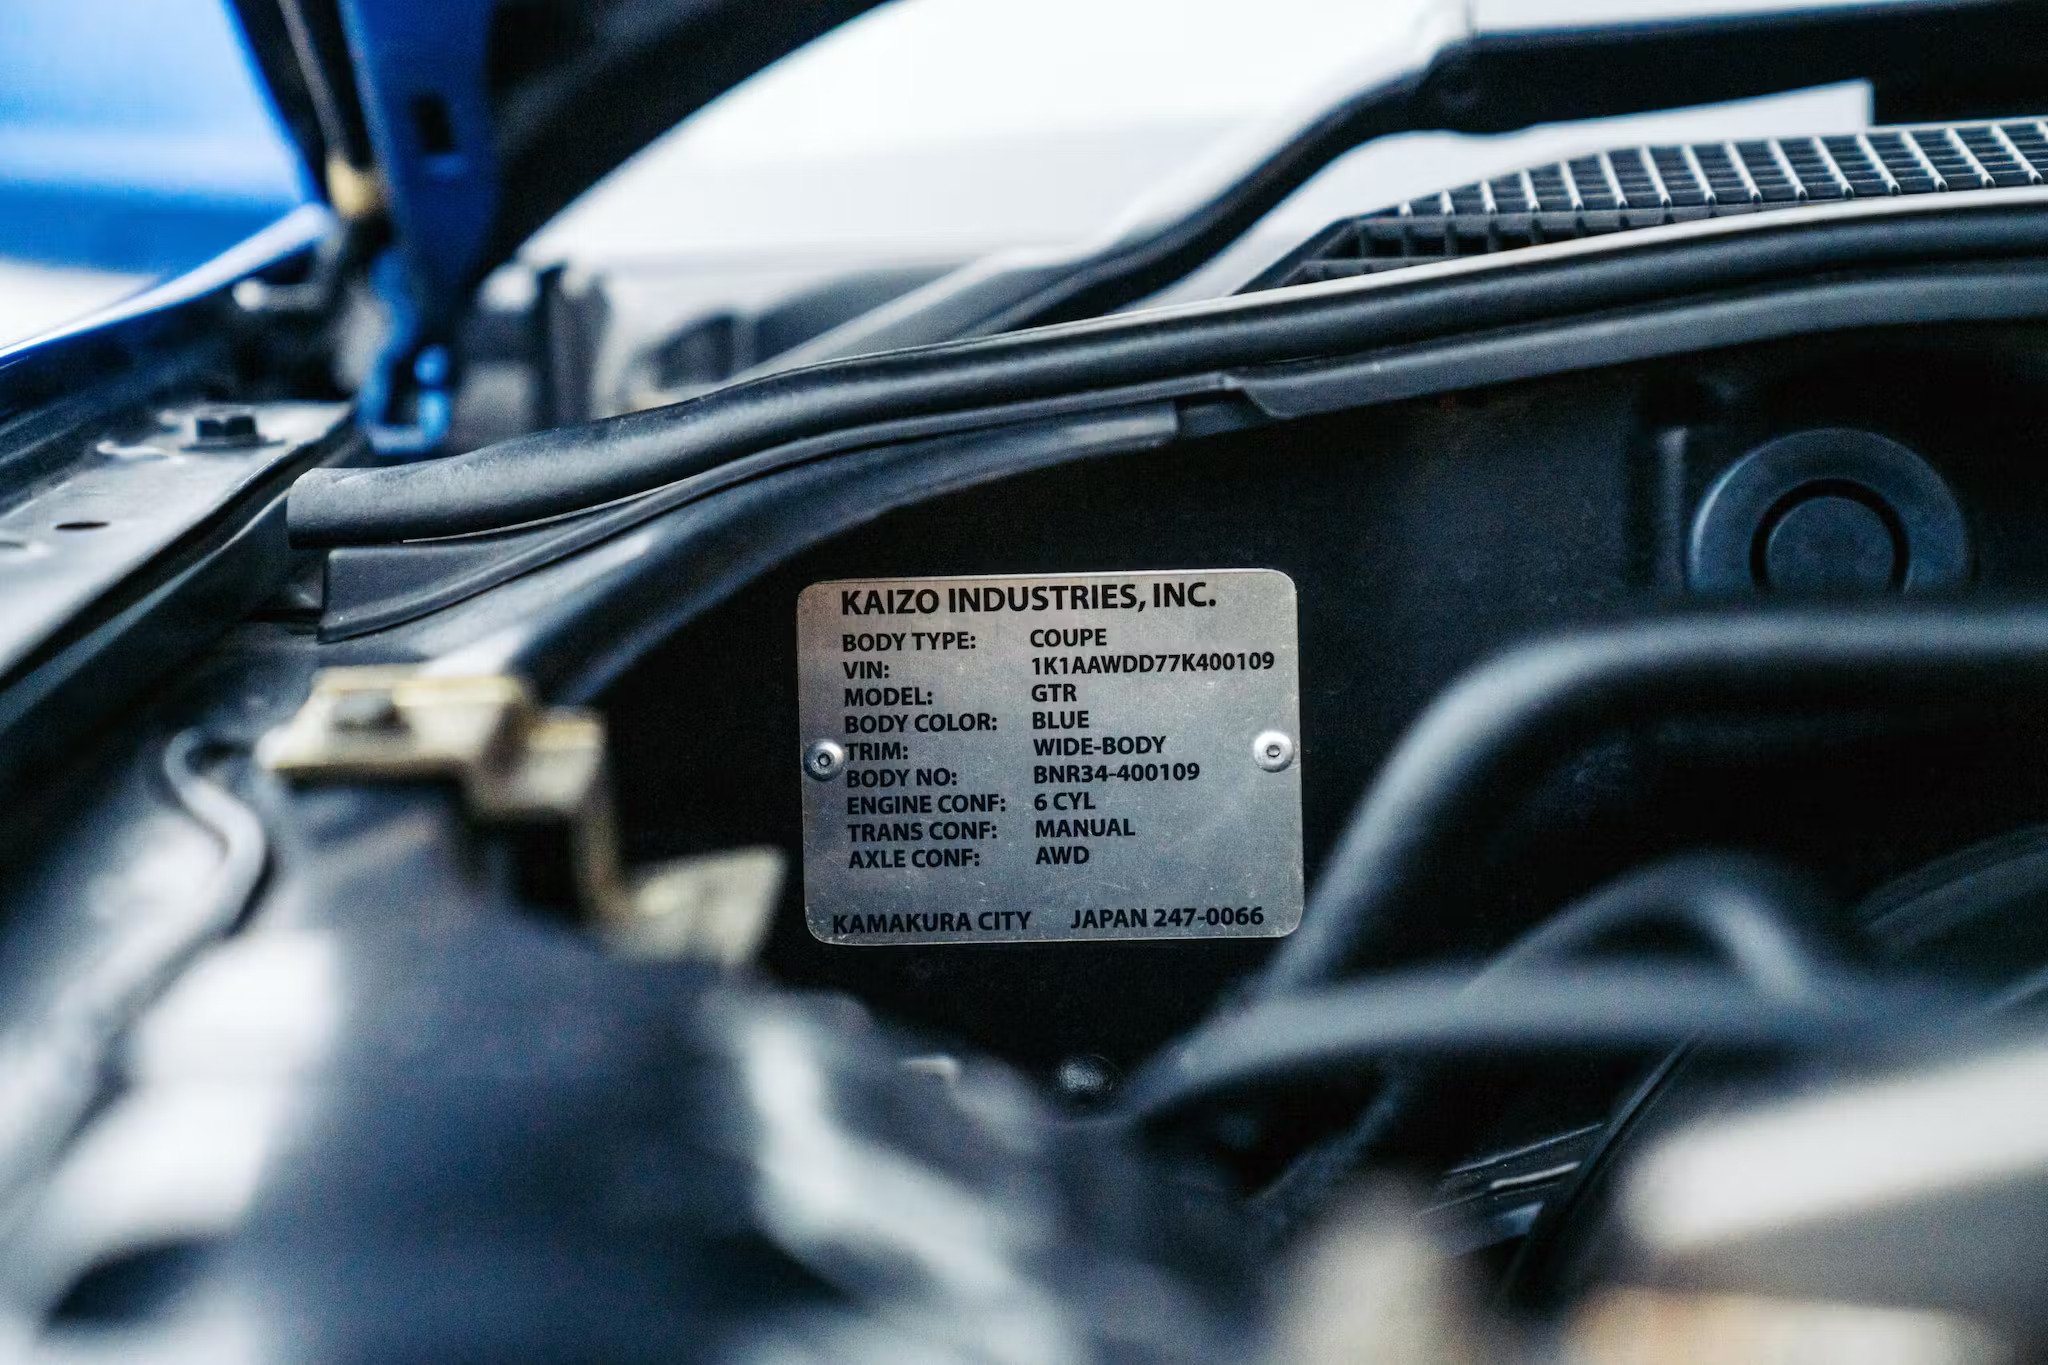 KAIZO INDUSTRIES, INC.
BODY TYPE: COUPE
VIN: 1K1AAWDD77K400109
MODEL: GTR
BODY COLOR: BLUE
TRIM: WIDE-BODY
BODY NO: BNR34-400109
ENGINE CONF: 6 CYL
TRANS CONF: MANUAL
AXLE CONF: AWD
KAMAKURA CITY JAPAN 247-0066